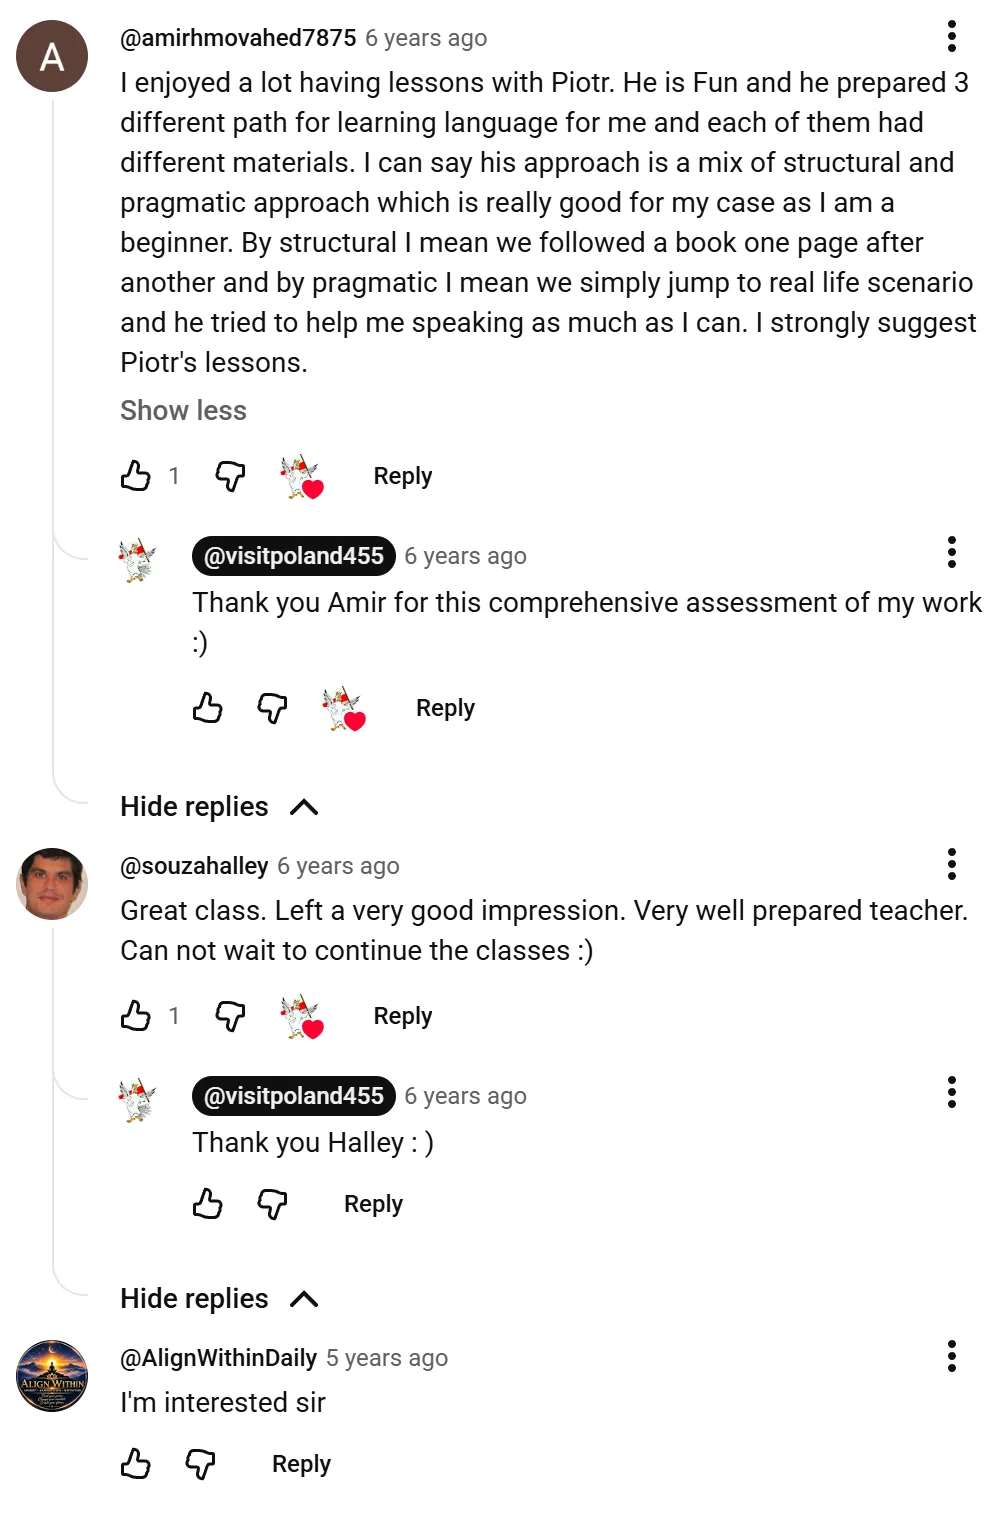 A
@amirhmovahed7875 6 years ago
I enjoyed a lot having lessons with Piotr. He is Fun and he prepared 3
different path for learning language for me and each of them had
different materials. I can say his approach is a mix of structural and
pragmatic approach which is really good for my case as I am a
beginner. By structural I mean we followed a book one page after
another and by pragmatic I mean we simply jump to real life scenario
and he tried to help me speaking as much as I can. I strongly suggest
Piotr's lessons.
Show less
1 Reply
@visitpoland455 6 years ago
Thank you Amir for this comprehensive assessment of my work
:)
Reply
Hide replies
@souzahalley 6 years ago
Great class. Left a very good impression. Very well prepared teacher.
Can not wait to continue the classes :)
1 Reply
@visitpoland455 6 years ago
Thank you Halley : )
Reply
Hide replies
@AlignWithinDaily 5 years ago
ALIGN WITHIN
I'm interested sir
Reply